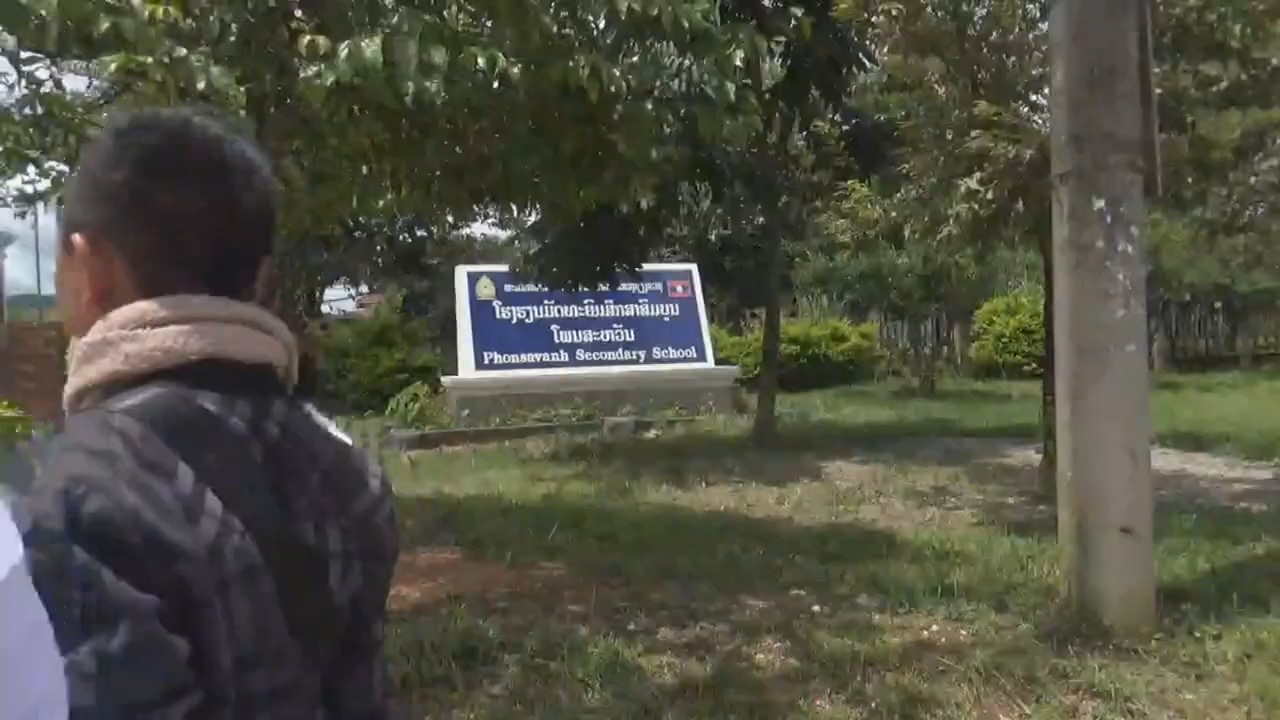 ໂຮງຮຽນມັດທະຍົມສຶກສາສົມບູນ
ໂພນສະຫວັນ
Phonsavanh Secondary School